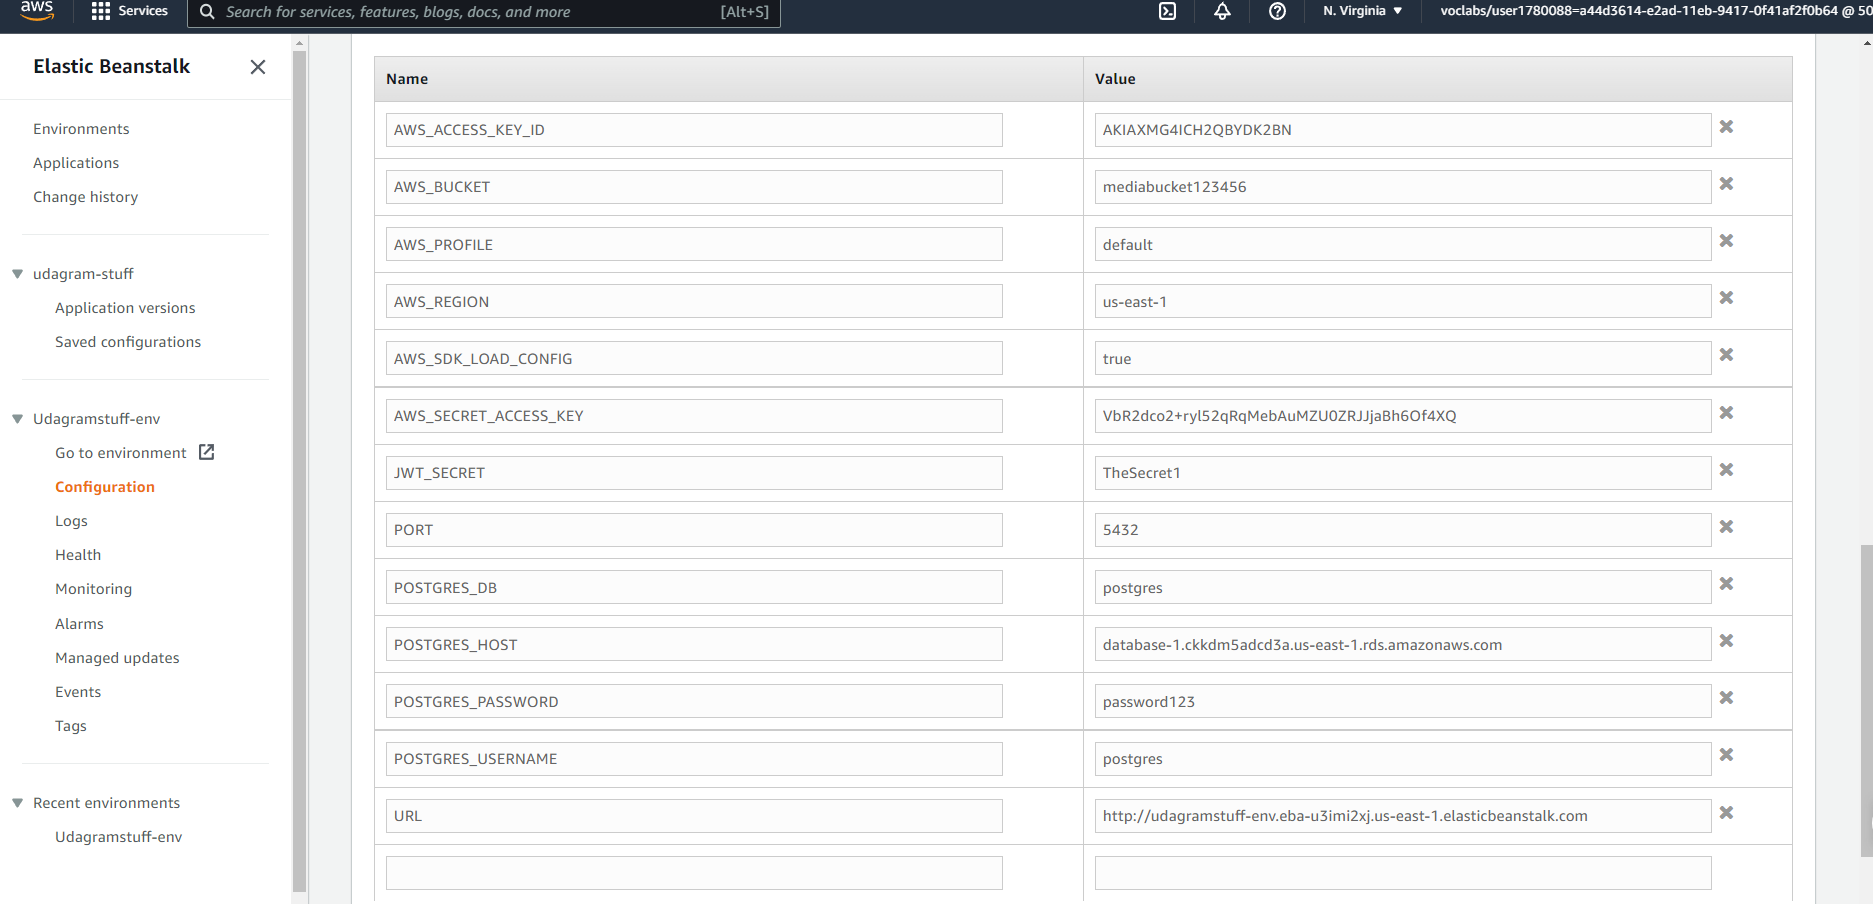 aws
Services
Search for services, features, blogs, docs, and more
[Alt+S]
N. Virginia
voclabs/user1780088=a44d3614-e2ad-11eb-9417-0f41af2f0b64 @ 50
Elastic Beanstalk
Environments
Applications
Change history
udagram-stuff
Application versions
Saved configurations
Udagramstuff-env
Go to environment
Configuration
Logs
Health
Monitoring
Alarms
Managed updates
Events
Tags
Recent environments
Udagramstuff-env
Name Value
AWS_ACCESS_KEY_ID AKIAXMG4ICH2QBYDK2BN
AWS_BUCKET mediabucket123456
AWS_PROFILE default
AWS_REGION us-east-1
AWS_SDK_LOAD_CONFIG true
AWS_SECRET_ACCESS_KEY VbR2dco2+ryl52qRqMebAuMZU0ZRJJjaBh6Of4XQ
JWT_SECRET TheSecret1
PORT 5432
POSTGRES_DB postgres
POSTGRES_HOST database-1.ckkdm5adcd3a.us-east-1.rds.amazonaws.com
POSTGRES_PASSWORD password123
POSTGRES_USERNAME postgres
URL http://udagramstuff-env.eba-u3imi2xj.us-east-1.elasticbeanstalk.com